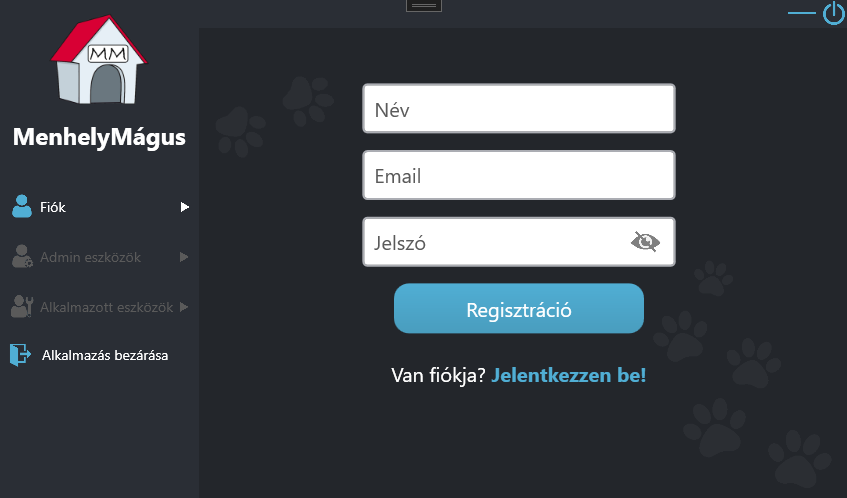 MM
MenhelyMágus
Fiók
Admin eszközök
Alkalmazott eszközök
Alkalmazás bezárása
Név
Email
Jelszó
Regisztráció
Van fiókja? Jelentkezzen be!